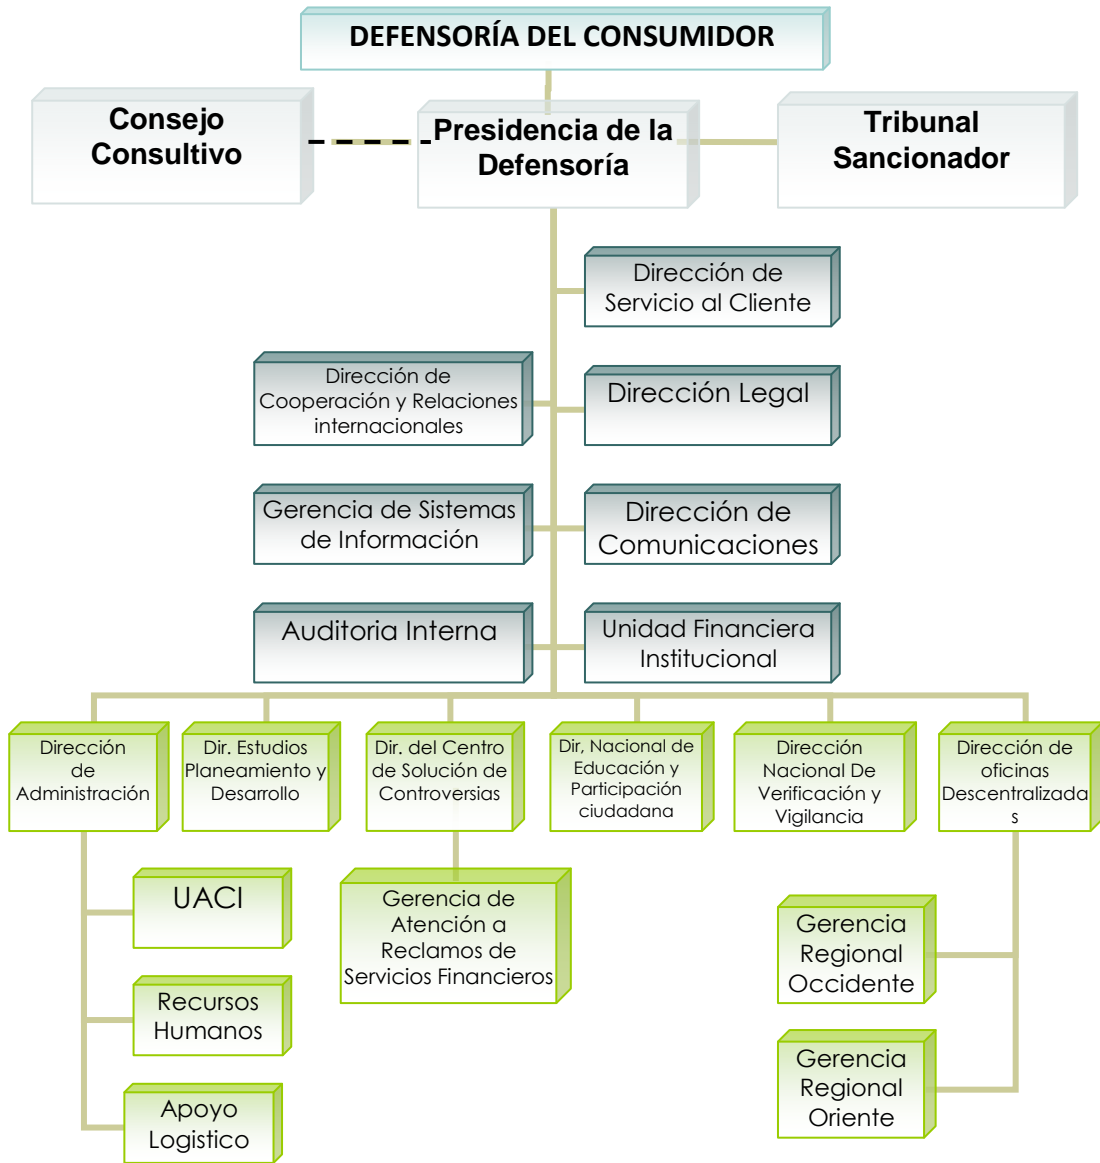 DEFENSORÍA DEL CONSUMIDOR
Consejo
Consultivo
Presidencia de la
Defensoría
Tribunal
Sancionador
Dirección de
Servicio al Cliente
Dirección de
Cooperación y Relaciones
internacionales
Dirección Legal
Gerencia de Sistemas
de Información
Dirección de
Comunicaciones
Auditoria Interna
Unidad Financiera
Institucional
Dirección
de
Administración
Dir. Estudios
Planeamiento y
Desarrollo
Dir. del Centro
de Solución de
Controversias
Dir, Nacional de
Educación y
Participación
ciudadana
Dirección
Nacional De
Verificación y
Vigilancia
Dirección de
oficinas
Descentralizada
s
UACI
Recursos
Humanos
Apoyo
Logistico
Gerencia de
Atención a
Reclamos de
Servicios Financieros
Gerencia
Regional
Occidente
Gerencia
Regional
Oriente